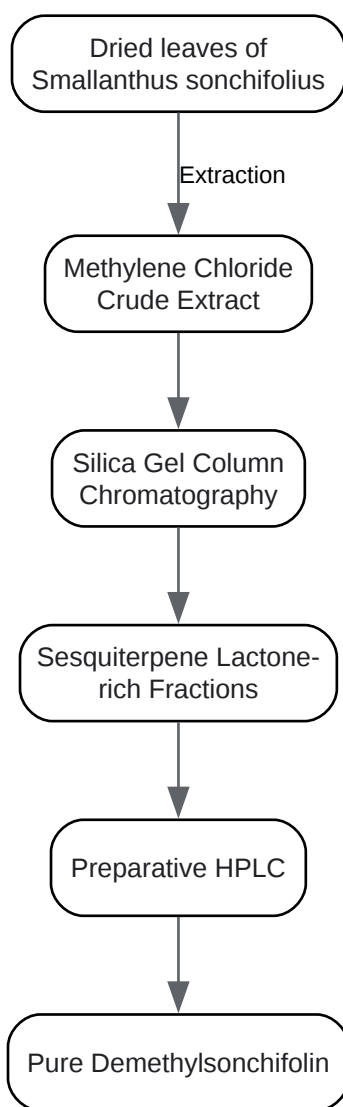 Dried leaves of
Smallanthus sonchifolius
Extraction
Methylene Chloride
Crude Extract
Silica Gel Column
Chromatography
Sesquiterpene Lactone-
rich Fractions
Preparative HPLC
Pure Demethylsonchifolin